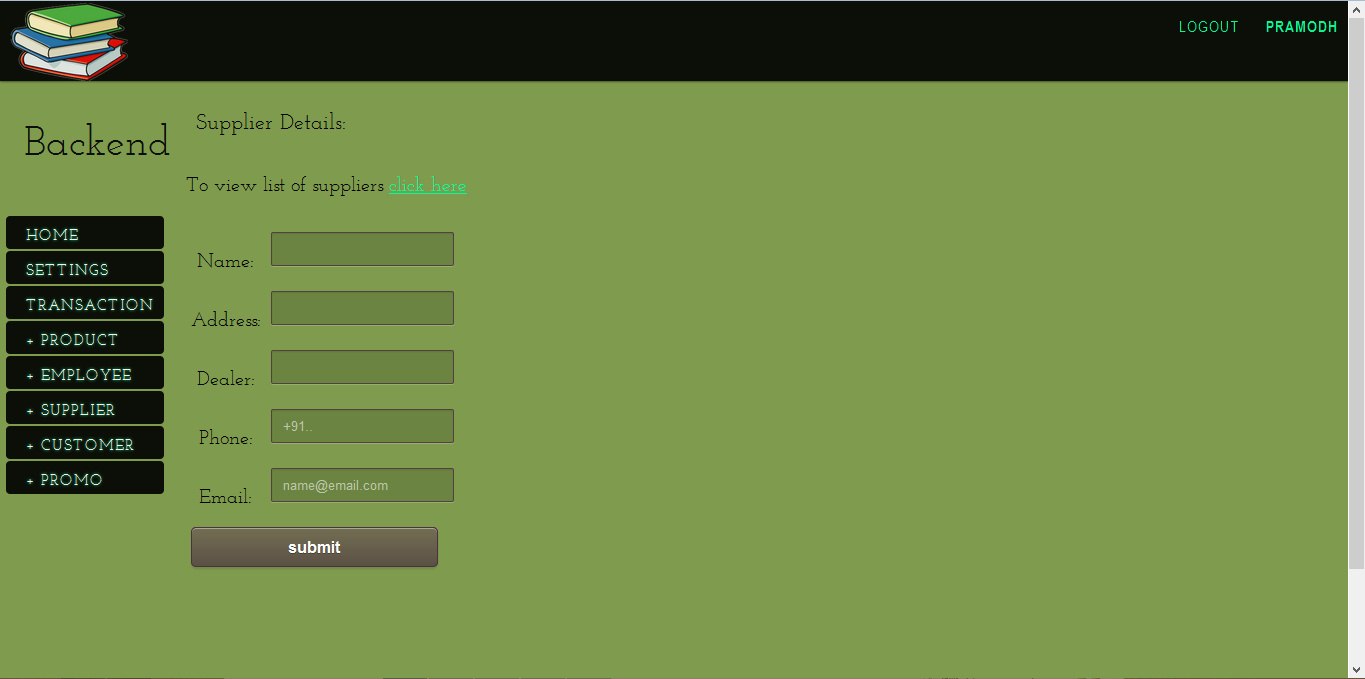 LOGOUT PRAMODH
Backend
Supplier Details:
To view list of suppliers click here
HOME
SETTINGS
TRANSACTION
+ PRODUCT
+ EMPLOYEE
+ SUPPLIER
+ CUSTOMER
+ PROMO
Name:
Address:
Dealer:
Phone: +91..
Email: name@email.com
submit